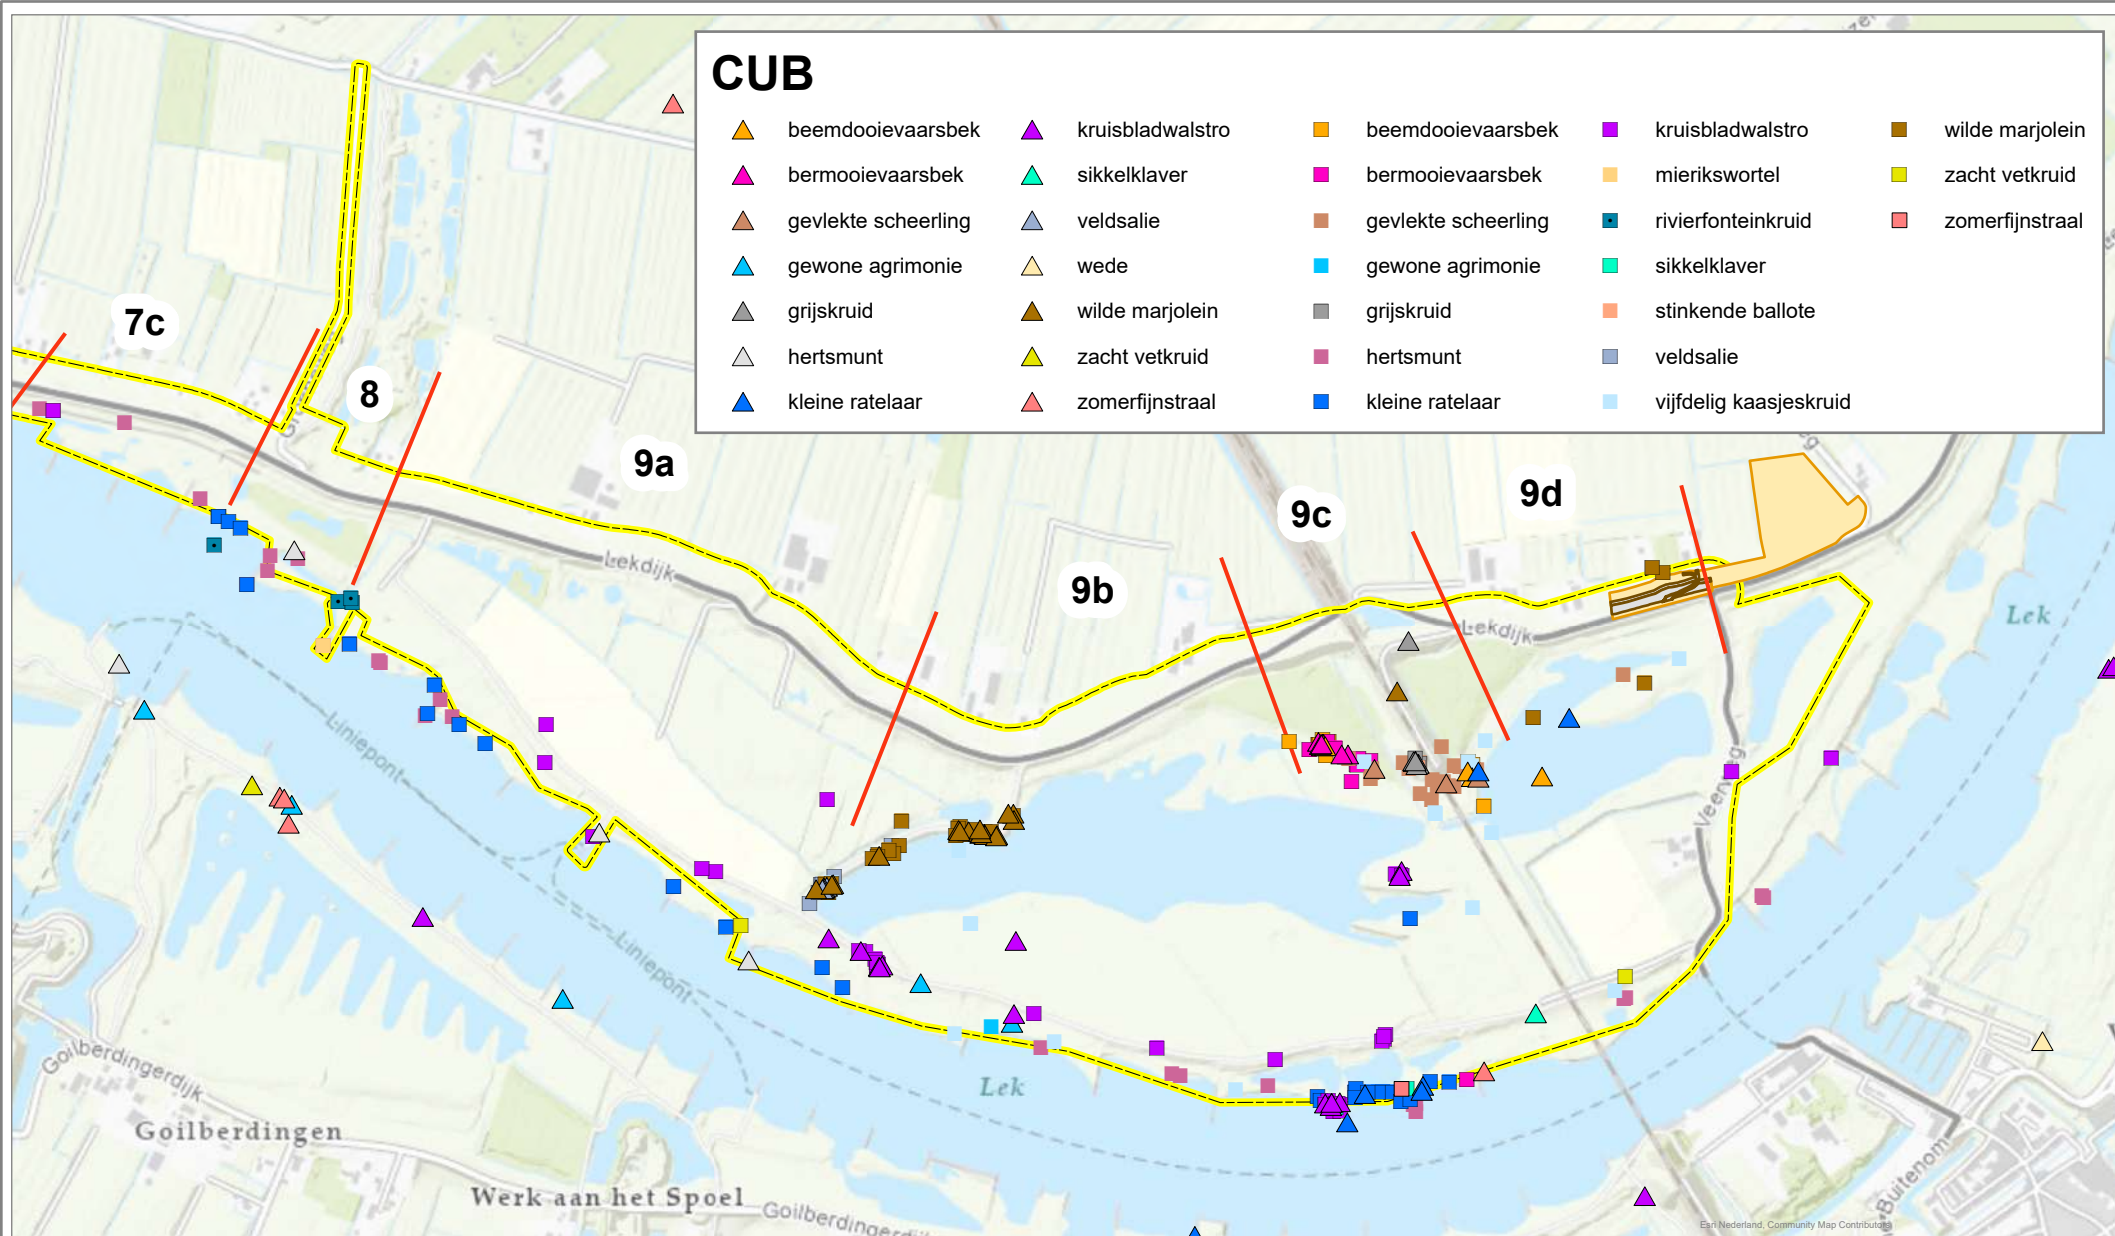 CUB
beemdooievaarsbek
bermooievaarsbek
gevlekte scheerling
gewone agrimonie
grijskruid
hertsmunt
kleine ratelaar
kruisbladwalstro
sikkelklaver
veldsalie
wede
wilde marjolein
zacht vetkruid
zomerfijnstraal
beemdooievaarsbek
bermooievaarsbek
gevlekte scheerling
gewone agrimonie
grijskruid
hertsmunt
kleine ratelaar
kruisbladwalstro
mierikswortel
rivierfonteinkruid
sikkelklaver
stinkende ballote
veldsalie
vijfdelig kaasjeskruid
wilde marjolein
zacht vetkruid
zomerfijnstraal
7c
8
9a
9b
9c
9d
Lekdijk
Lekdijk
Lek
Liniepont
Liniepont
Veerweg
Lek
Goilberdingerdijk
Goilberdingen
Werk aan het Spoel
Goilberdingerdijk
Buitenom
Esri Nederland, Community Map Contributors